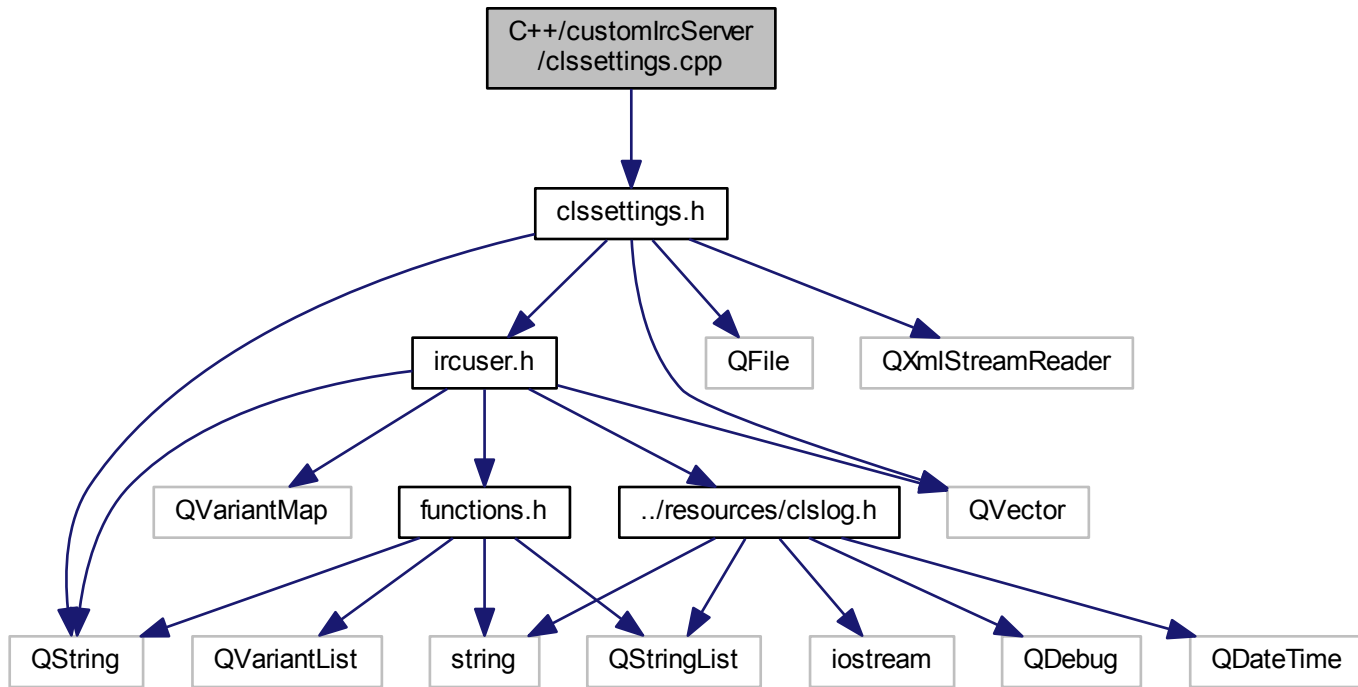 C++/customIrcServer
/clssettings.cpp
clssettings.h
ircuser.h
QFile
QXmlStreamReader
QVariantMap
functions.h
../resources/clslog.h
QVector
QString
QVariantList
string
QStringList
iostream
QDebug
QDateTime